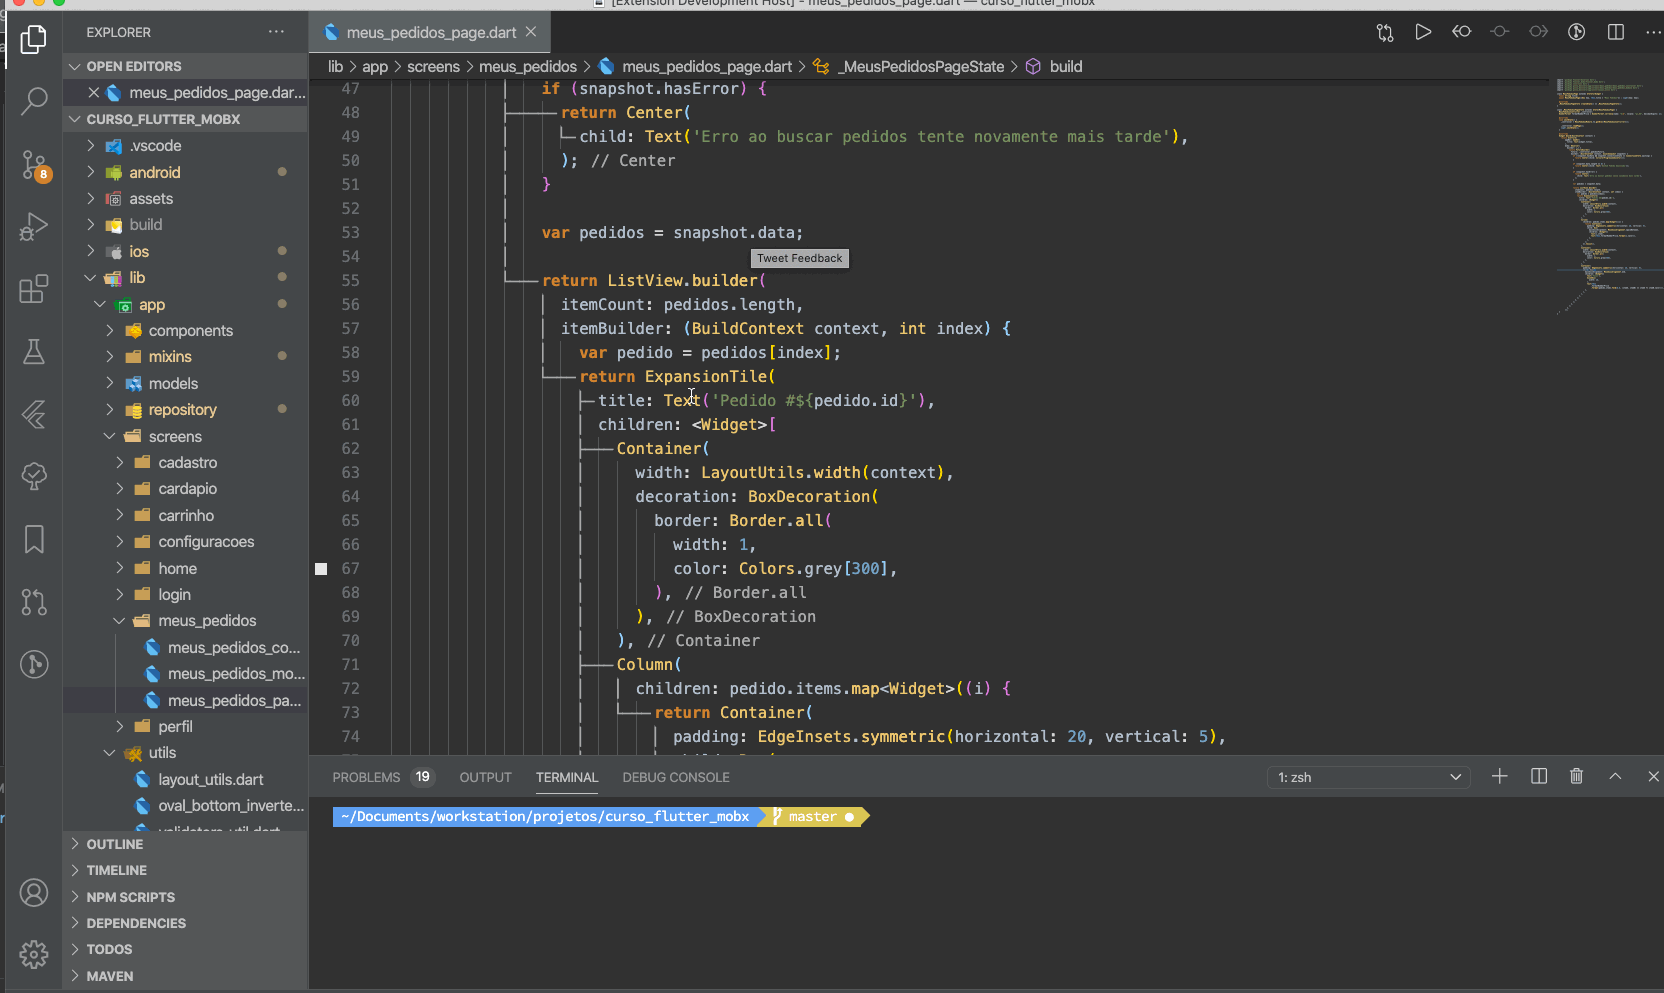 [Extension Development Host] - meus_pedidos_page.dart — curso_flutter_mobx
EXPLORER
OPEN EDITORS
meus_pedidos_page.dar...
CURSO_FLUTTER_MOBX
.vscode
android
assets
build
ios
lib
app
components
mixins
models
repository
screens
cadastro
cardapio
carrinho
configuracoes
home
login
meus_pedidos
meus_pedidos_co...
meus_pedidos_mo...
meus_pedidos_pa...
perfil
utils
layout_utils.dart
oval_bottom_inverte...
OUTLINE
TIMELINE
NPM SCRIPTS
DEPENDENCIES
TODOS
MAVEN
8
meus_pedidos_page.dart
lib > app > screens > meus_pedidos > meus_pedidos_page.dart > _MeusPedidosPageState > build
47 if (snapshot.hasError) {
48 return Center(
49 child: Text('Erro ao buscar pedidos tente novamente mais tarde'),
50 ); // Center
51 }
52
53 var pedidos = snapshot.data;
54
Tweet Feedback
55 return ListView.builder(
56 itemCount: pedidos.length,
57 itemBuilder: (BuildContext context, int index) {
58 var pedido = pedidos[index];
59 return ExpansionTile(
60 title: Text('Pedido #${pedido.id}'),
61 children: <Widget>[
62 Container(
63 width: LayoutUtils.width(context),
64 decoration: BoxDecoration(
65 border: Border.all(
66 width: 1,
67 color: Colors.grey[300],
68 ), // Border.all
69 ), // BoxDecoration
70 ), // Container
71 Column(
72 children: pedido.items.map<Widget>((i) {
73 return Container(
74 padding: EdgeInsets.symmetric(horizontal: 20, vertical: 5),
PROBLEMS 19 OUTPUT TERMINAL DEBUG CONSOLE 1: zsh
~/Documents/workstation/projetos/curso_flutter_mobx master